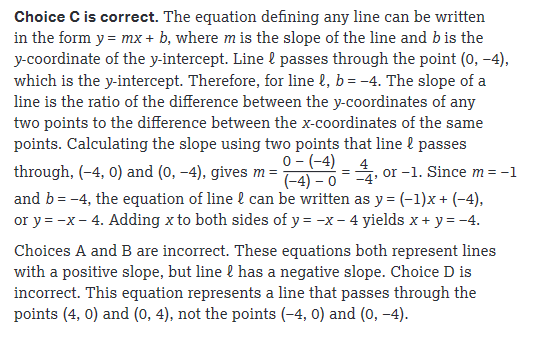 Choice C is correct. The equation defining any line can be written
in the form y = mx + b, where m is the slope of the line and b is the
y-coordinate of the y-intercept. Line ℓ passes through the point (0, −4),
which is the y-intercept. Therefore, for line ℓ, b = −4. The slope of a
line is the ratio of the difference between the y-coordinates of any
two points to the difference between the x-coordinates of the same
points. Calculating the slope using two points that line ℓ passes
through, (−4, 0) and (0, −4), gives m = (0 − (−4))/((−4) − 0) = 4/−4, or −1. Since m = −1
and b = −4, the equation of line ℓ can be written as y = (−1)x + (−4),
or y = −x − 4. Adding x to both sides of y = −x − 4 yields x + y = −4.
Choices A and B are incorrect. These equations both represent lines
with a positive slope, but line ℓ has a negative slope. Choice D is
incorrect. This equation represents a line that passes through the
points (4, 0) and (0, 4), not the points (−4, 0) and (0, −4).